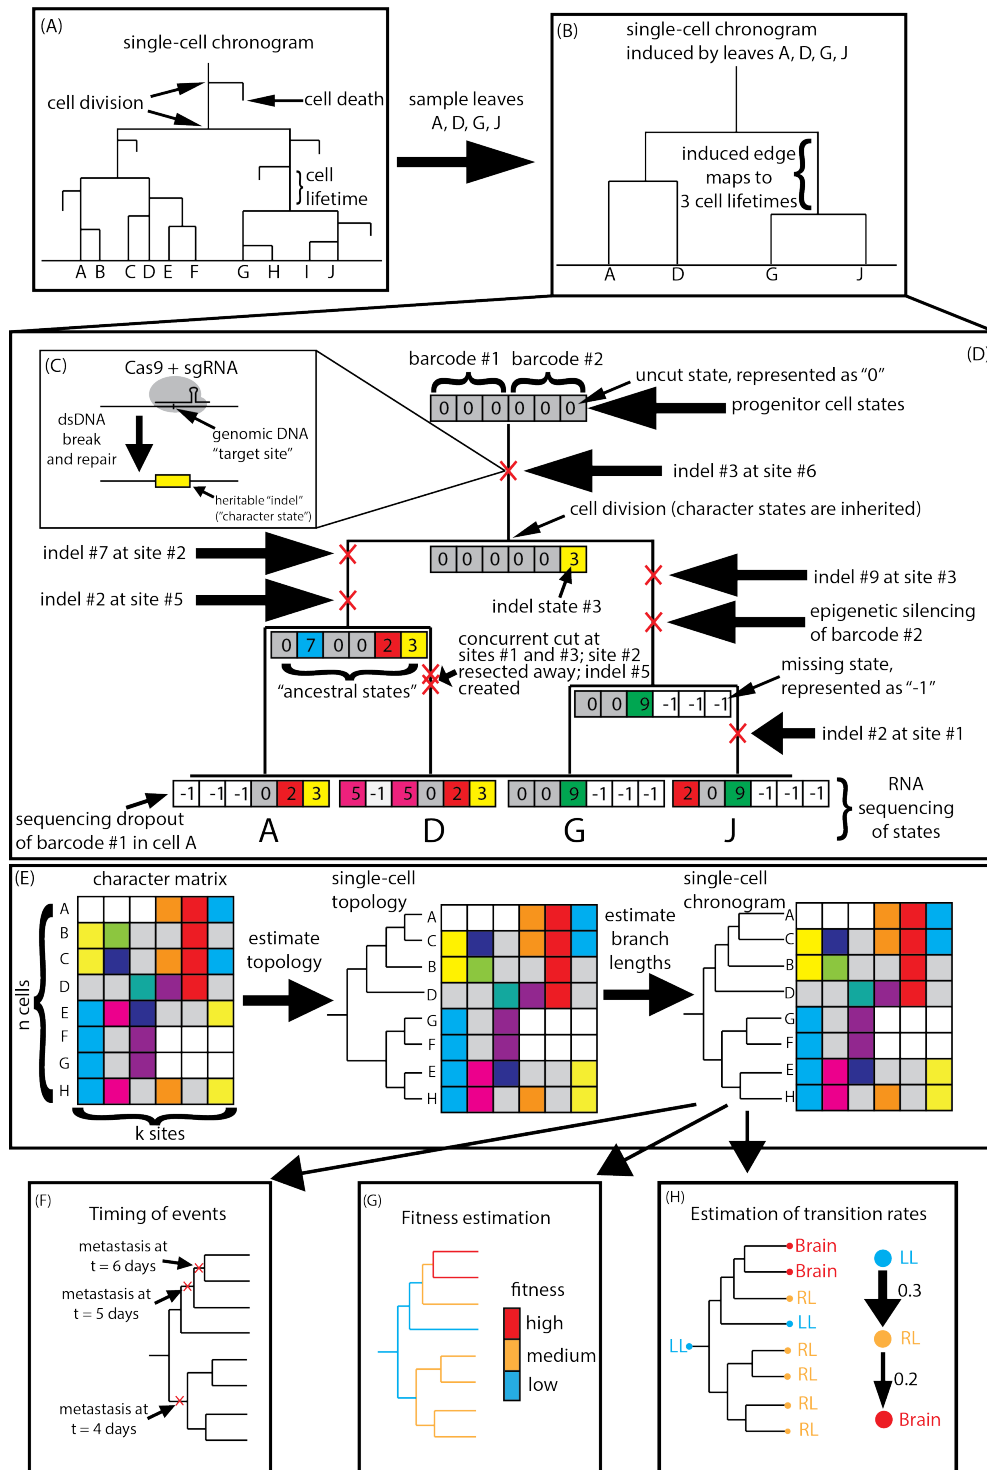 (A)
single-cell chronogram
cell division
cell death
cell
lifetime
A B C D E F G H I J
sample leaves
A, D, G, J
(B)
single-cell chronogram
induced by leaves A, D, G, J
induced edge
maps to
3 cell lifetimes
A D G J
(C)
Cas9 + sgRNA
dsDNA
break
and repair
genomic DNA
"target site"
heritable "indel"
("character state")
(D)
barcode #1 barcode #2
0 0 0 0 0 0
uncut state, represented as "0"
progenitor cell states
indel #3 at site #6
cell division (character states are inherited)
indel #7 at site #2
0 0 0 0 0 3
indel #9 at site #3
indel #2 at site #5
indel state #3
epigenetic silencing
of barcode #2
0 7 0 0 2 3
"ancestral states"
concurrent cut at
sites #1 and #3; site #2
resected away; indel #5
created
missing state,
represented as "-1"
0 0 9 -1 -1 -1
indel #2 at site #1
-1 -1 -1 0 2 3
5 -1 5 0 2 3
0 0 9 -1 -1 -1
2 0 9 -1 -1 -1
sequencing dropout
of barcode #1 in cell A
A D G J
RNA
sequencing
of states
(E)
character matrix
n cells
A
B
C
D
E
F
G
H
k sites
estimate
topology
single-cell
topology
A
C
B
D
G
F
E
H
estimate
branch
lengths
single-cell
chronogram
A
C
B
D
G
F
E
H
(F)
Timing of events
metastasis at
t = 6 days
metastasis at
t = 5 days
metastasis at
t = 4 days
(G)
Fitness estimation
fitness
high
medium
low
(H)
Estimation of transition rates
LL
Brain
Brain
RL
LL
RL
RL
RL
RL
LL
0.3
RL
0.2
Brain